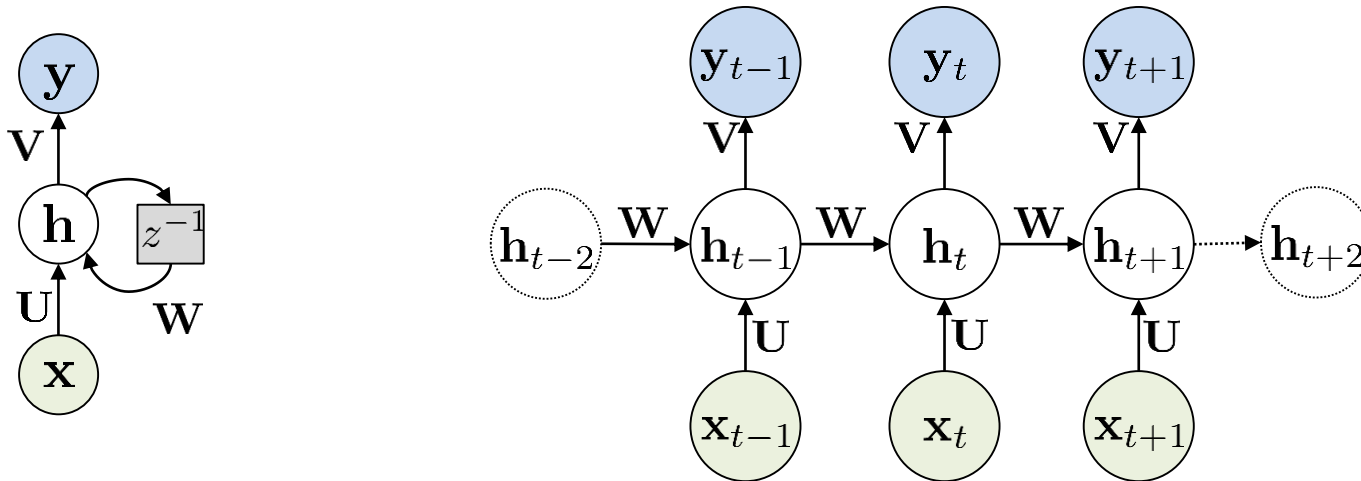 y
V
h
z⁻¹
U
W
x
y_{t−1} y_t y_{t+1}
V V V
W W W
h_{t−2} h_{t−1} h_t h_{t+1} h_{t+2}
U U U
x_{t−1} x_t x_{t+1}